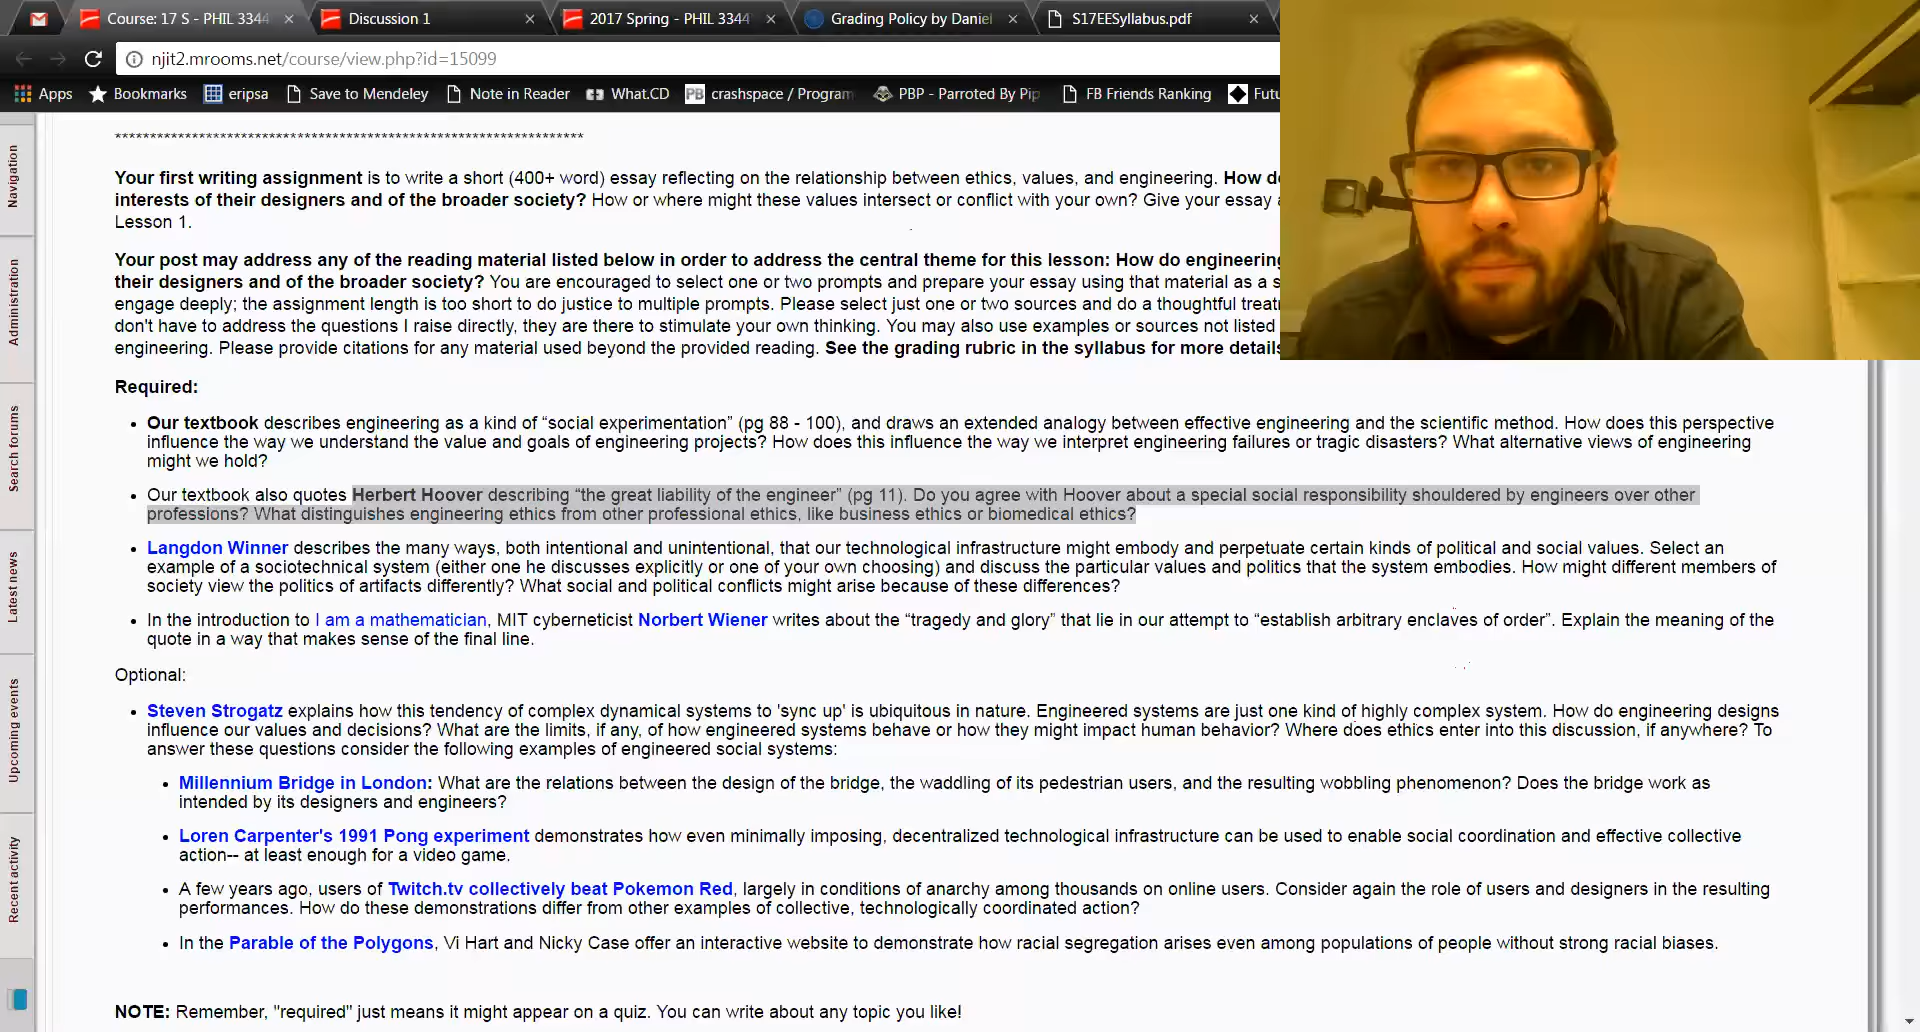 Course: 17 S - PHIL 3344
Discussion 1
2017 Spring - PHIL 3344
Grading Policy by Daniel
S17EESyllabus.pdf
njit2.mrooms.net/course/view.php?id=15099
Apps Bookmarks eripsa Save to Mendeley Note in Reader What.CD PB crashspace / Program PBP - Parroted By Pip FB Friends Ranking Futu
Navigation
Administration
Search forums
Latest news
Upcoming events
Recent activity
*******************************************************************
Your first writing assignment is to write a short (400+ word) essay reflecting on the relationship between ethics, values, and engineering. How do
interests of their designers and of the broader society? How or where might these values intersect or conflict with your own? Give your essay a
Lesson 1.
Your post may address any of the reading material listed below in order to address the central theme for this lesson: How do engineering
their designers and of the broader society? You are encouraged to select one or two prompts and prepare your essay using that material as a s
engage deeply; the assignment length is too short to do justice to multiple prompts. Please select just one or two sources and do a thoughtful treat
don't have to address the questions I raise directly, they are there to stimulate your own thinking. You may also use examples or sources not listed
engineering. Please provide citations for any material used beyond the provided reading. See the grading rubric in the syllabus for more details
Required:
• Our textbook describes engineering as a kind of “social experimentation” (pg 88 - 100), and draws an extended analogy between effective engineering and the scientific method. How does this perspective
influence the way we understand the value and goals of engineering projects? How does this influence the way we interpret engineering failures or tragic disasters? What alternative views of engineering
might we hold?
• Our textbook also quotes Herbert Hoover describing “the great liability of the engineer” (pg 11). Do you agree with Hoover about a special social responsibility shouldered by engineers over other
professions? What distinguishes engineering ethics from other professional ethics, like business ethics or biomedical ethics?
• Langdon Winner describes the many ways, both intentional and unintentional, that our technological infrastructure might embody and perpetuate certain kinds of political and social values. Select an
example of a sociotechnical system (either one he discusses explicitly or one of your own choosing) and discuss the particular values and politics that the system embodies. How might different members of
society view the politics of artifacts differently? What social and political conflicts might arise because of these differences?
• In the introduction to I am a mathematician, MIT cyberneticist Norbert Wiener writes about the “tragedy and glory” that lie in our attempt to “establish arbitrary enclaves of order”. Explain the meaning of the
quote in a way that makes sense of the final line.
Optional:
• Steven Strogatz explains how this tendency of complex dynamical systems to 'sync up' is ubiquitous in nature. Engineered systems are just one kind of highly complex system. How do engineering designs
influence our values and decisions? What are the limits, if any, of how engineered systems behave or how they might impact human behavior? Where does ethics enter into this discussion, if anywhere? To
answer these questions consider the following examples of engineered social systems:
• Millennium Bridge in London: What are the relations between the design of the bridge, the waddling of its pedestrian users, and the resulting wobbling phenomenon? Does the bridge work as
intended by its designers and engineers?
• Loren Carpenter's 1991 Pong experiment demonstrates how even minimally imposing, decentralized technological infrastructure can be used to enable social coordination and effective collective
action-- at least enough for a video game.
• A few years ago, users of Twitch.tv collectively beat Pokemon Red, largely in conditions of anarchy among thousands on online users. Consider again the role of users and designers in the resulting
performances. How do these demonstrations differ from other examples of collective, technologically coordinated action?
• In the Parable of the Polygons, Vi Hart and Nicky Case offer an interactive website to demonstrate how racial segregation arises even among populations of people without strong racial biases.
NOTE: Remember, "required" just means it might appear on a quiz. You can write about any topic you like!